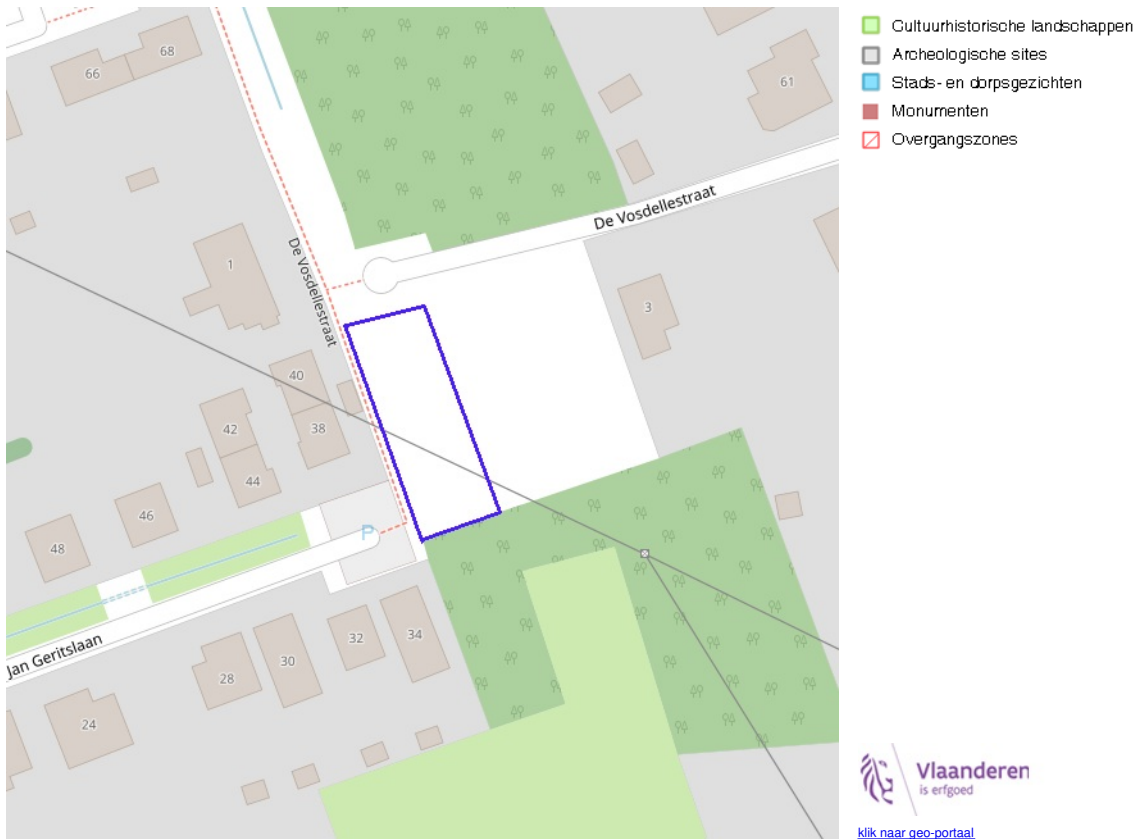 Cultuurhistorische landschappen
Archeologische sites
Stads- en dorpsgezichten
Monumenten
Overgangszones
68
66
61
De Vosdellestraat
De Vosdellestraat
1
3
40
42
38
44
46
48
P
Jan Geritslaan
34
32
30
28
24
Vlaanderen
is erfgoed
klik naar geo-portaal